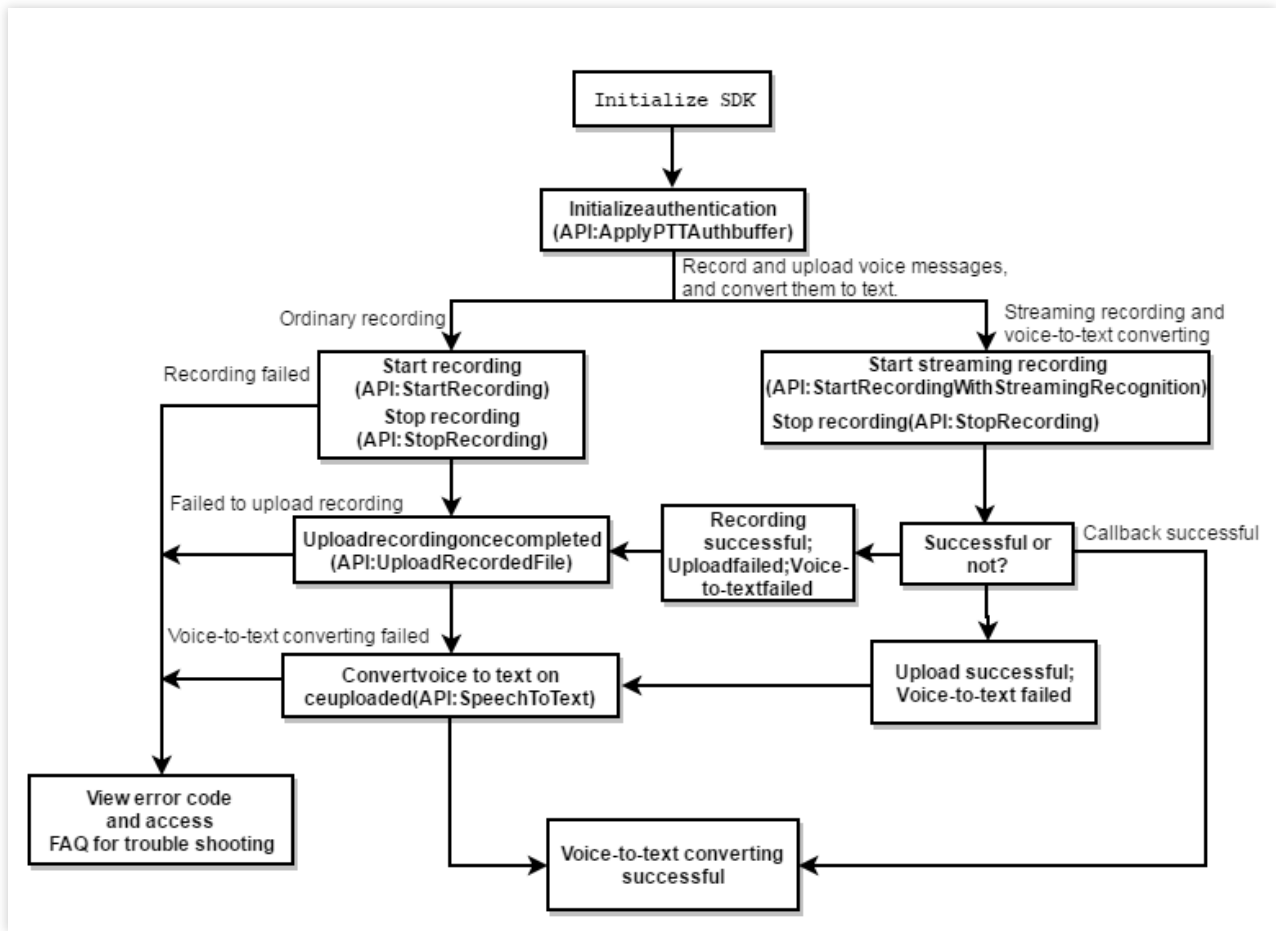 Initialize SDK
Initializeauthentication
(API:ApplyPTTAuthbuffer)
Record and upload voice messages,
and convert them to text.
Ordinary recording
Streaming recording and
voice-to-text converting
Recording failed
Start recording
(API:StartRecording)
Stop recording
(API:StopRecording)
Start streaming recording
(API:StartRecordingWithStreamingRecognition)
Stop recording(API:StopRecording)
Failed to upload recording
Uploadrecordingoncecompleted
(API:UploadRecordedFile)
Recording
successful;
Uploadfailed;Voice-
to-textfailed
Successful or
not?
Callback successful
Voice-to-text converting failed
Convertvoice to text on
ceuploaded(API:SpeechToText)
Upload successful;
Voice-to-text failed
View error code
and access
FAQ for trouble shooting
Voice-to-text converting
successful